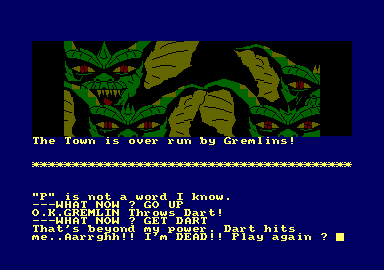 The Town is over run by Gremlins!
****************************************
"P" is not a word I know.
---WHAT NOW ? GO UP
O.K.GREMLIN Throws Dart!
---WHAT NOW ? GET DART
That's beyond my power. Dart hits
me..Aarrghh!! I'm DEAD!! Play again ?